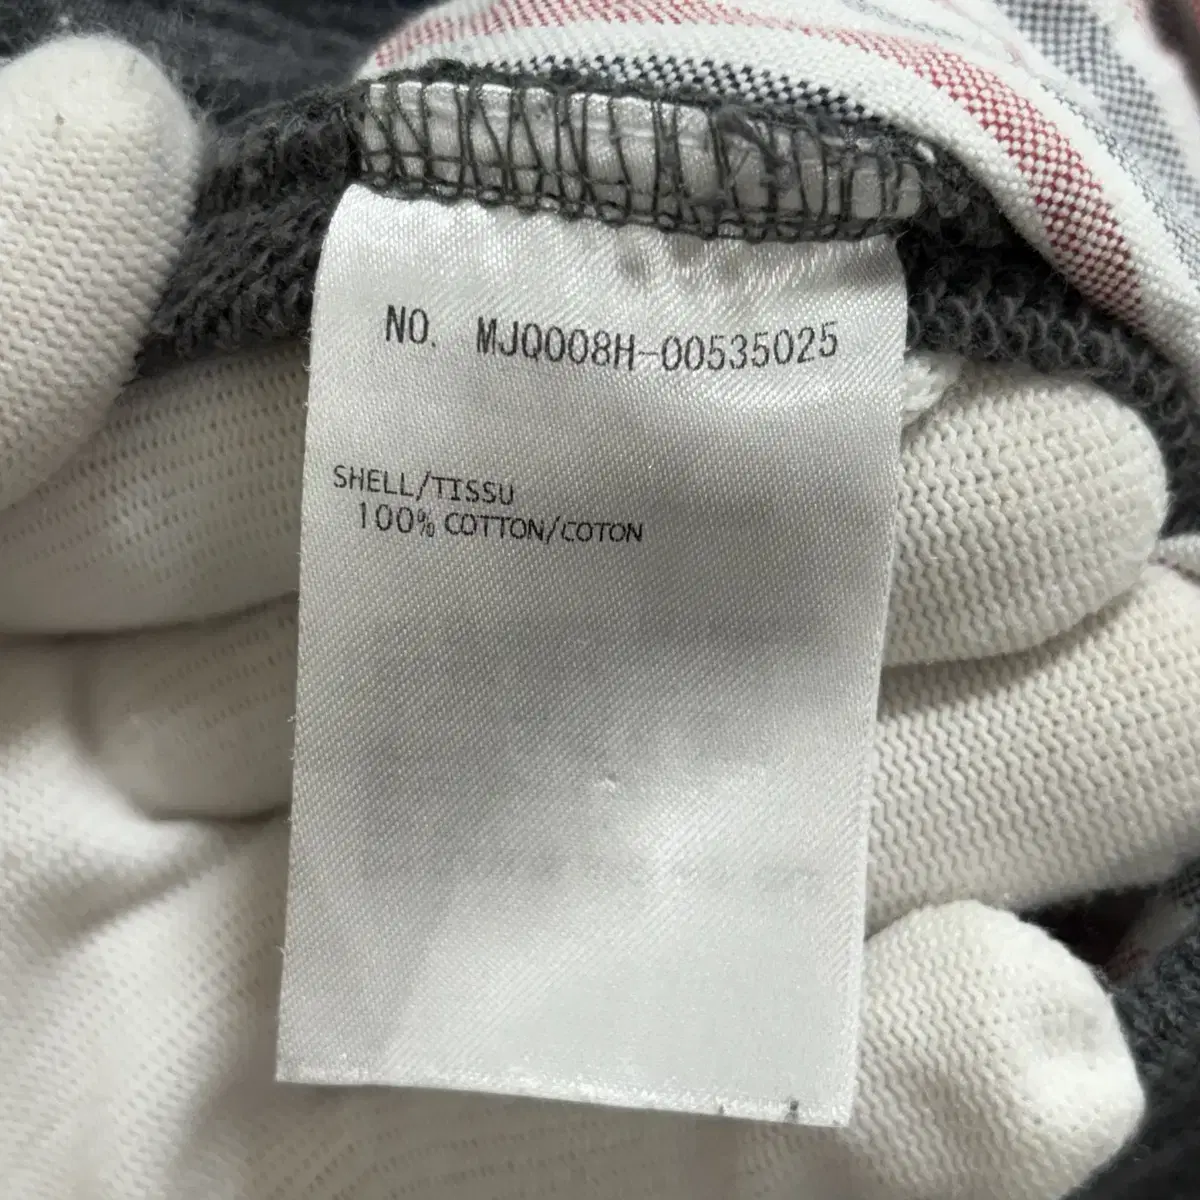 NO. MJQ008H-00535025
SHELL/TISSU
100% COTTON/COTON